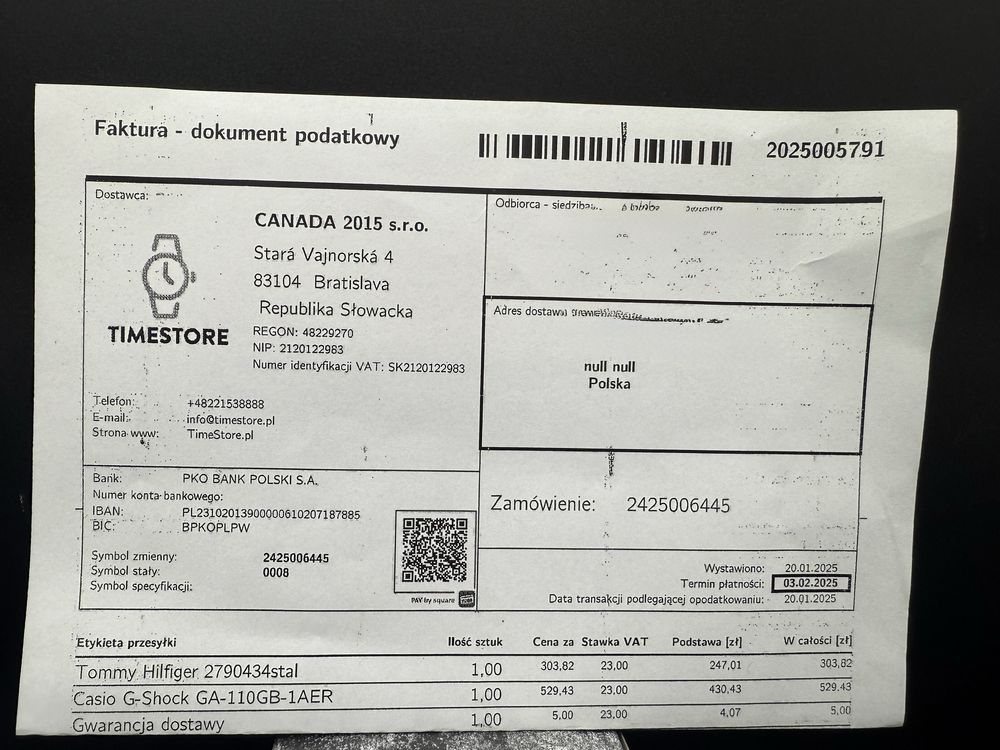 Faktura - dokument podatkowy
2025005791
Dostawca:
CANADA 2015 s.r.o.
Stará Vajnorská 4
83104 Bratislava
Republika Słowacka
TIMESTORE
REGON: 48229270
NIP: 2120122983
Numer identyfikacji VAT: SK2120122983
Telefon: +48221538888
E-mail: info@timestore.pl
Strona www: TimeStore.pl
Odbiorca - siedziba
Adres dostawy
null null
Polska
Bank: PKO BANK POLSKI S.A.
Numer konta bankowego:
IBAN: PL23102013900000610207187885
BIC: BPKOPLPW
Symbol zmienny: 2425006445
Symbol stały: 0008
Symbol specyfikacji:
PAY by square
Zamówienie: 2425006445
Wystawiono: 20.01.2025
Termin płatności: 03.02.2025
Data transakcji podlegającej opodatkowaniu: 20.01.2025
Etykieta przesyłki Ilość sztuk Cena za Stawka VAT Podstawa [zł] W całości [zł]
Tommy Hilfiger 2790434stal 1,00 303,82 23,00 247,01 303,82
Casio G-Shock GA-110GB-1AER 1,00 529,43 23,00 430,43 529,43
Gwarancja dostawy 1,00 5,00 23,00 4,07 5,00